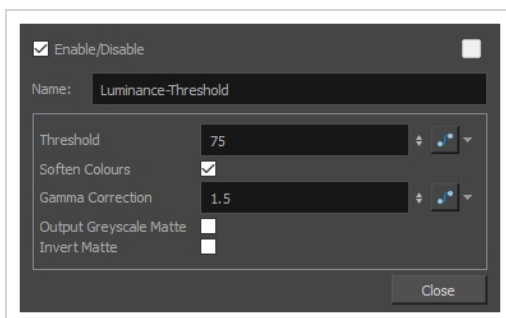 Enable/Disable
Name: Luminance-Threshold
Threshold 75
Soften Colours
Gamma Correction 1.5
Output Greyscale Matte
Invert Matte
Close